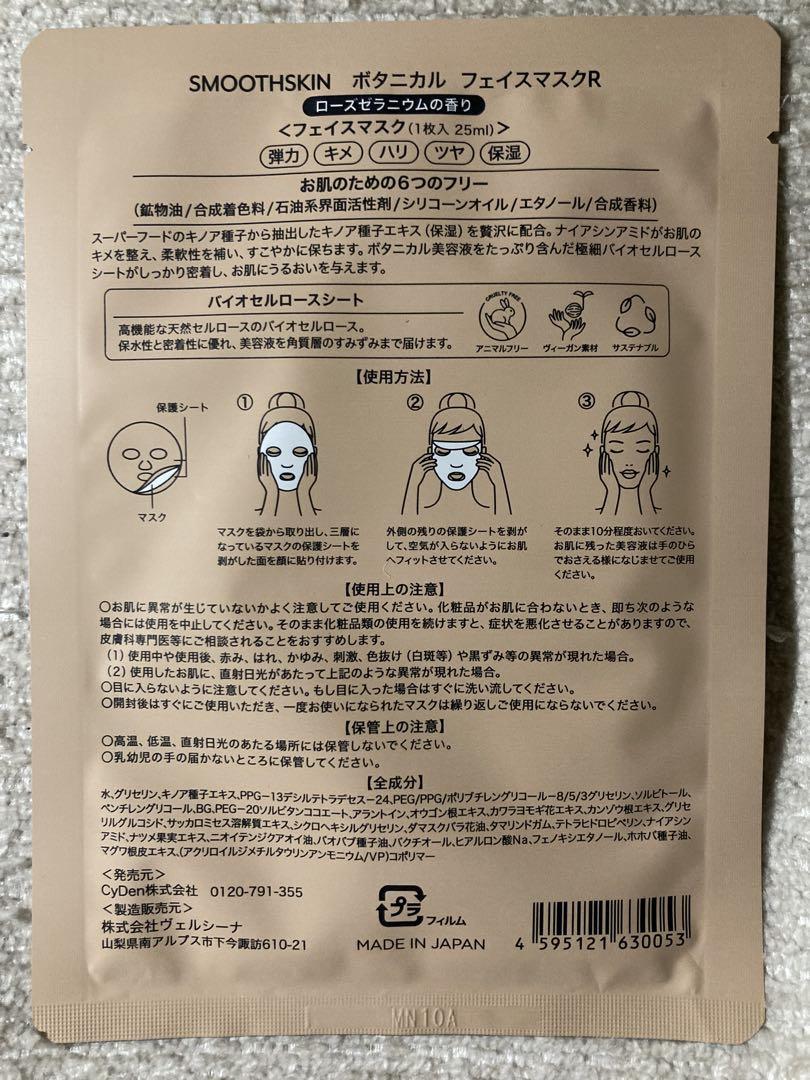 SMOOTHSKIN ボタニカル フェイスマスクR
ローズゼラニウムの香り
＜フェイスマスク(1枚入 25ml)＞
弾力 キメ ハリ ツヤ 保湿
お肌のための6つのフリー
(鉱物油/合成着色料/石油系界面活性剤/シリコーンオイル/エタノール/合成香料)
スーパーフードのキノア種子から抽出したキノア種子エキス(保湿)を贅沢に配合。ナイアシンアミドがお肌の
キメを整え、柔軟性を補い、すこやかに保ちます。ボタニカル美容液をたっぷり含んだ極細バイオセルロース
シートがしっかり密着し、お肌にうるおいを与えます。
バイオセルロースシート
高機能な天然セルロースのバイオセルロース。
保水性と密着性に優れ、美容液を角質層のすみずみまで届けます。
CRUELTY FREE
アニマルフリー ヴィーガン素材 サステナブル
【使用方法】
保護シート
マスク
①
マスクを袋から取り出し、三層に
なっているマスクの保護シートを
剥がした面を顔に貼り付けます。
②
外側の残りの保護シートを剥が
して、空気が入らないようにお肌
へフィットさせてください。
③
そのまま10分程度おいてください。
お肌に残った美容液は手のひら
でおさえる様になじませてご使用
ください。
【使用上の注意】
○お肌に異常が生じていないかよく注意してご使用ください。化粧品がお肌に合わないとき、即ち次のような
場合には使用を中止してください。そのまま化粧品類の使用を続けますと、症状を悪化させることがありますので、
皮膚科専門医等にご相談されることをおすすめします。
(1)使用中や使用後、赤み、はれ、かゆみ、刺激、色抜け(白斑等)や黒ずみ等の異常が現れた場合。
(2)使用したお肌に、直射日光があたって上記のような異常が現れた場合。
○目に入らないように注意してください。もし目に入った場合はすぐに洗い流してください。
○開封後はすぐにご使用いただき、一度お使いになられたマスクは繰り返しご使用にならないでください。
【保管上の注意】
○高温、低温、直射日光のあたる場所には保管しないでください。
○乳幼児の手の届かないところに保管してください。
【全成分】
水,グリセリン,キノア種子エキス,PPG-13デシルテトラデセス-24,PEG/PPG/ポリブチレングリコール-8/5/3グリセリン,ソルビトール,
ペンチレングリコール,BG,PEG-20ソルビタンココエート,アラントイン,オウゴン根エキス,カワラヨモギ花エキス,カンゾウ根エキス,グリセ
リルグルコシド,サッカロミセス溶解質エキス,シクロヘキシルグリセリン,ダマスクバラ花油,タマリンドガム,テトラヒドロピペリン,ナイアシン
アミド,ナツメ果実エキス,ニオイテンジクアオイ油,バオバブ種子油,バクチオール,ヒアルロン酸Na,フェノキシエタノール,ホホバ種子油,
マグワ根皮エキス,(アクリロイルジメチルタウリンアンモニウム/VP)コポリマー
＜発売元＞
CyDen株式会社 0120-791-355
＜製造販売元＞
株式会社ヴェルシーナ
山梨県南アルプス市下今諏訪610-21
プラ フィルム
MADE IN JAPAN
4 595121 630053
MN10A